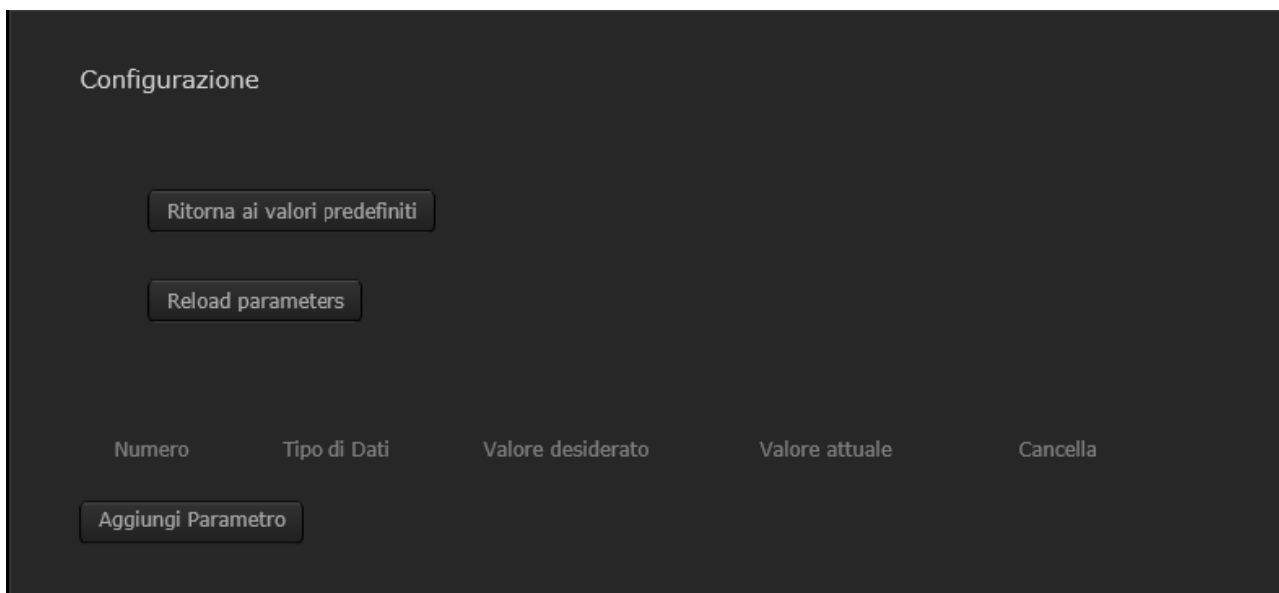 Configurazione
Ritorna ai valori predefiniti
Reload parameters
Numero Tipo di Dati Valore desiderato Valore attuale Cancella
Aggiungi Parametro